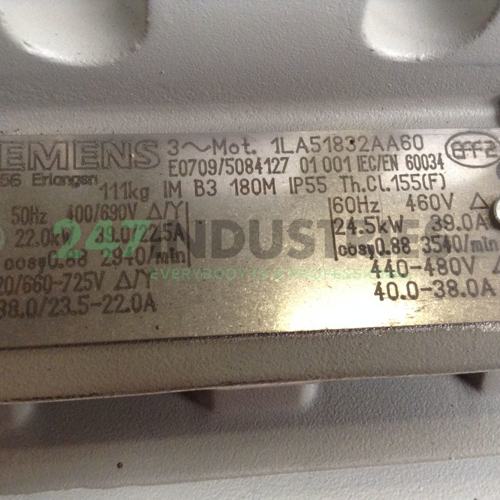 SIEMENS 3~Mot. 1LA51832AA60
E0709/5084127 01 001 IEC/EN 60034
EFF2
56 Erlangen
111kg IM B3 180M IP55 Th.Cl.155(F)
50Hz 400/690V Δ/Y
60Hz 460V Δ
22.0kW 39.0/22.5A
24.5kW 39.0A
cosφ0.88 2940/min
cosφ0.88 3540/min
20/660-725V Δ/Y
440-480V Δ
38.0/23.5-22.0A
40.0-38.0A
247 INDUSTRIES